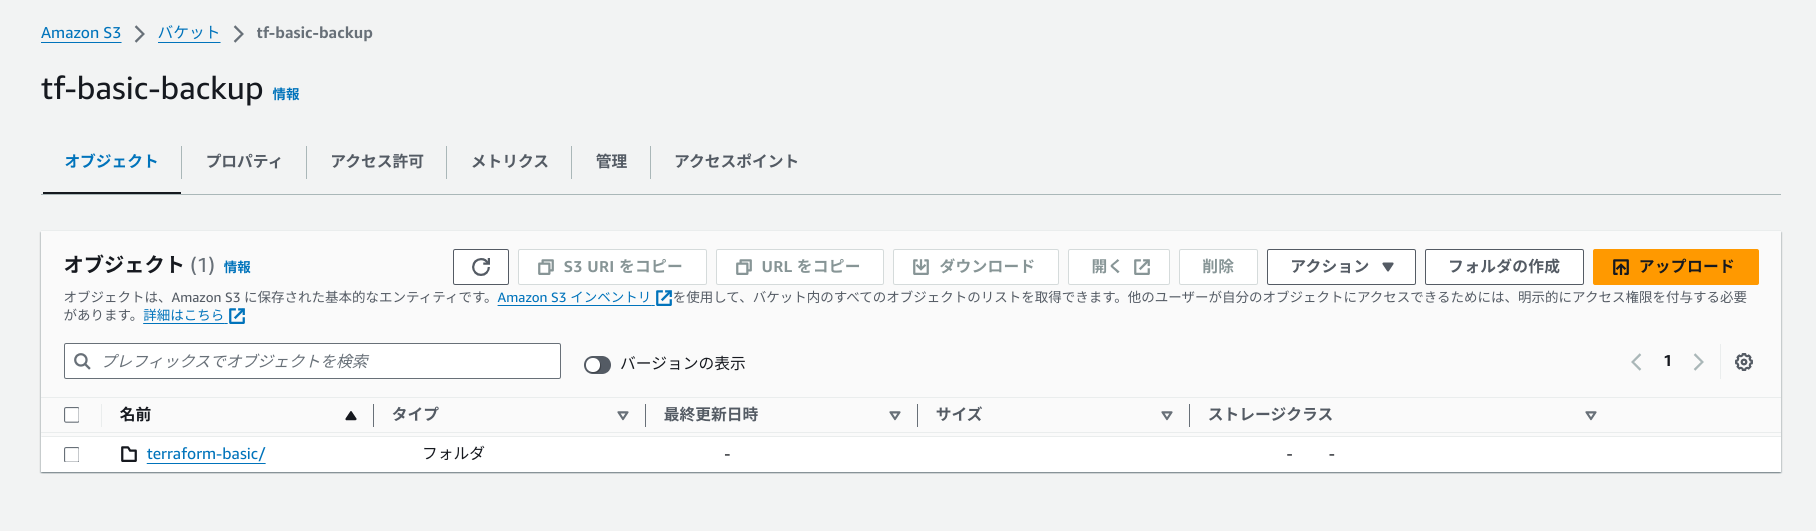 Amazon S3 > バケット > tf-basic-backup
tf-basic-backup 情報
オブジェクト プロパティ アクセス許可 メトリクス 管理 アクセスポイント
オブジェクト (1) 情報 S3 URI をコピー URL をコピー ダウンロード 開く 削除 アクション フォルダの作成 アップロード
オブジェクトは、Amazon S3 に保存された基本的なエンティティです。Amazon S3 インベントリ を使用して、バケット内のすべてのオブジェクトのリストを取得できます。他のユーザーが自分のオブジェクトにアクセスできるためには、明示的にアクセス権限を付与する必要
があります。詳細はこちら
プレフィックスでオブジェクトを検索 バージョンの表示 < 1 >
名前 タイプ 最終更新日時 サイズ ストレージクラス
terraform-basic/ フォルダ - - -